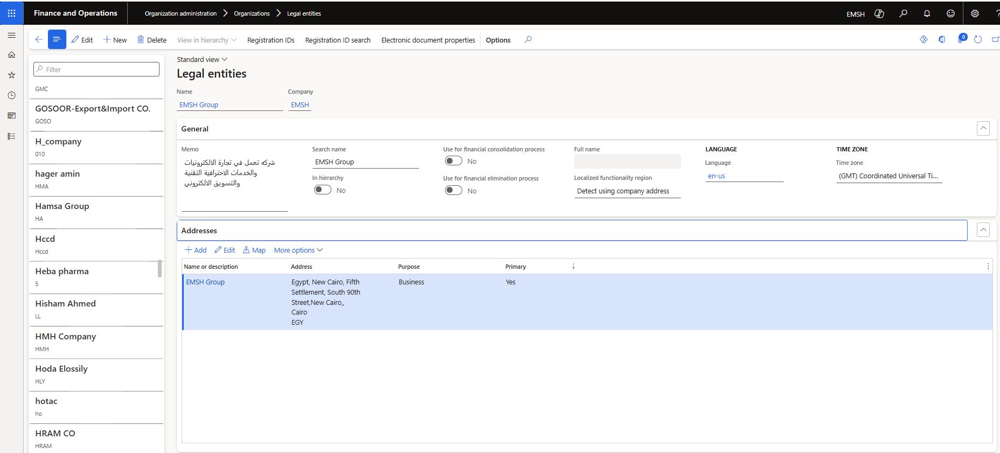 Finance and Operations
Organization administration
Organizations
Legal entities
EMSH
Edit
New
Delete
View in hierarchy
Registration IDs
Registration ID search
Electronic document properties
Options
0
Filter
GMC
GOSOOR-Export&Import CO.
GOSO
H_company
010
hager amin
HMA
Hamsa Group
HA
Hccd
Hccd
Heba pharma
5
Hisham Ahmed
LL
HMH Company
HMH
Hoda Elossily
HLY
hotac
ho
HRAM CO
HRAM
Standard view
Legal entities
Name
Company
EMSH Group
EMSH
General
Memo
شركه تعمل في تجارة الالكترونيات
والخدمات الاحترافية التقنية
والتسويق الالكتروني
Search name
EMSH Group
In hierarchy
No
Use for financial consolidation process
No
Use for financial elimination process
No
Full name
Localized functionality region
Detect using company address
LANGUAGE
Language
en-us
TIME ZONE
Time zone
(GMT) Coordinated Universal Ti...
Addresses
Add
Edit
Map
More options
Name or description
Address
Purpose
Primary
EMSH Group
Egypt, New Cairo, Fifth
Settlement, South 90th
Street,New Cairo,,
Cairo
EGY
Business
Yes